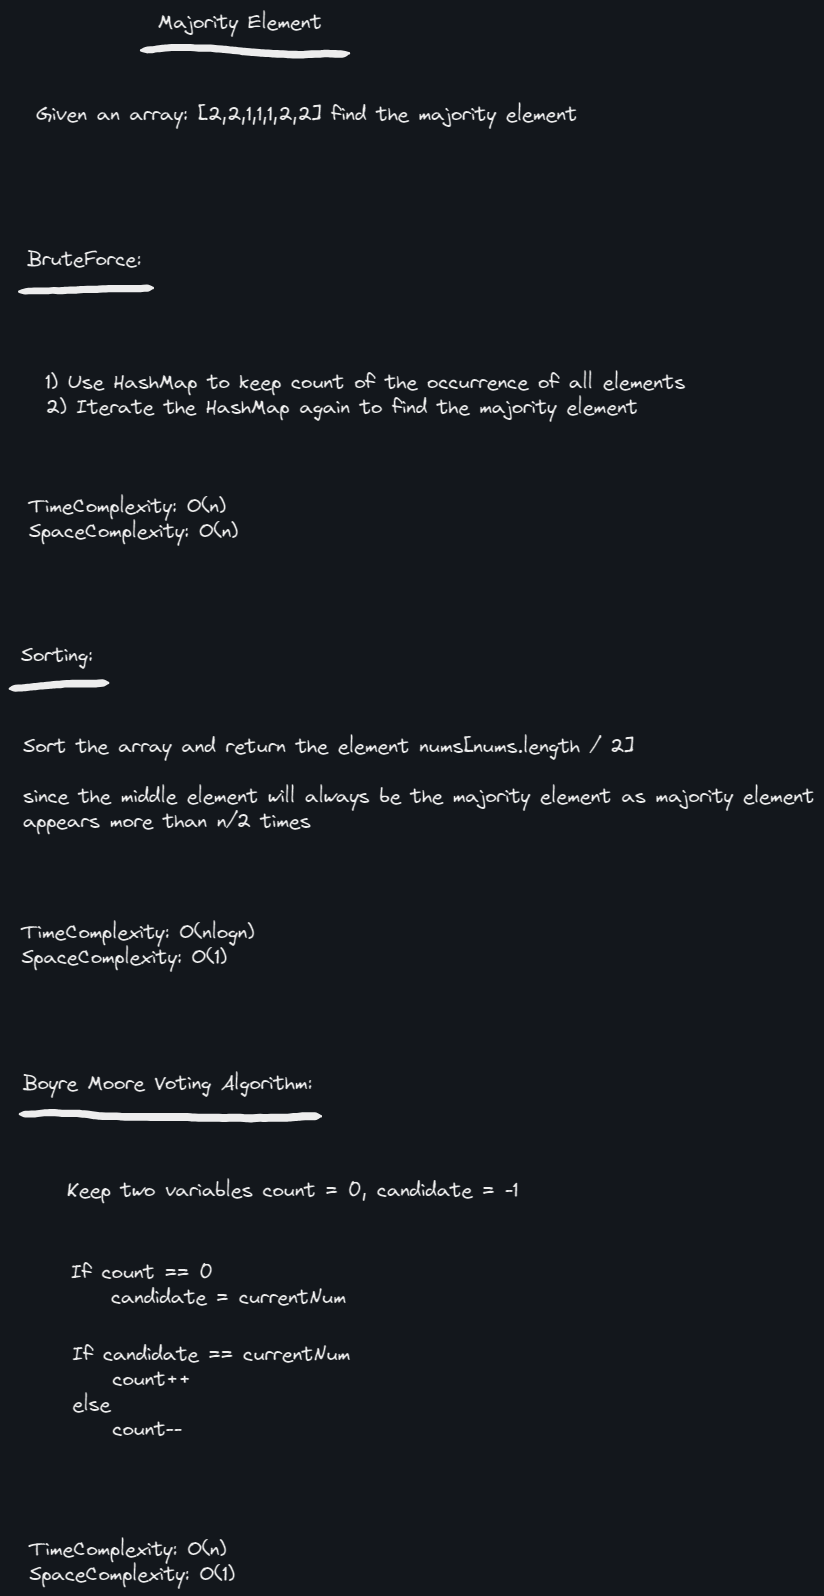 Majority Element
Given an array: [2,2,1,1,1,2,2] find the majority element
BruteForce:
1) Use HashMap to keep count of the occurrence of all elements
2) Iterate the HashMap again to find the majority element
TimeComplexity: O(n)
SpaceComplexity: O(n)
Sorting:
Sort the array and return the element nums[nums.length / 2]
since the middle element will always be the majority element as majority element
appears more than n/2 times
TimeComplexity: O(nlogn)
SpaceComplexity: O(1)
Boyre Moore Voting Algorithm:
Keep two variables count = 0, candidate = -1
If count == 0
candidate = currentNum
If candidate == currentNum
count++
else
count--
TimeComplexity: O(n)
SpaceComplexity: O(1)